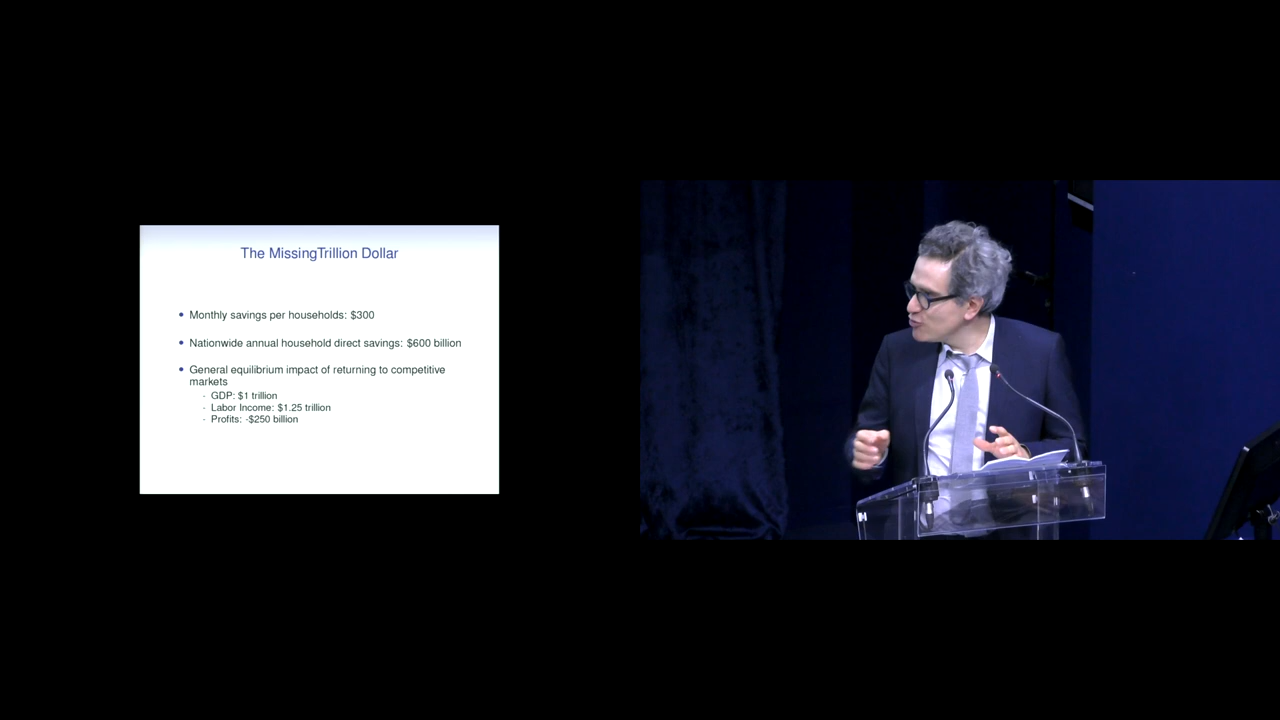 The MissingTrillion Dollar
• Monthly savings per households: $300
• Nationwide annual household direct savings: $600 billion
• General equilibrium impact of returning to competitive
markets
- GDP: $1 trillion
- Labor Income: $1.25 trillion
- Profits: -$250 billion